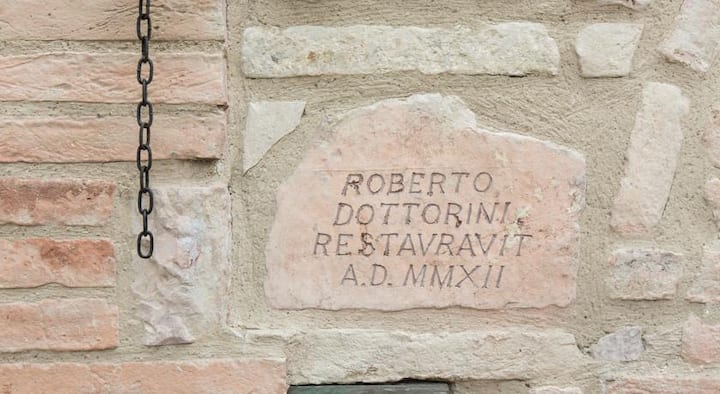 ROBERTO
DOTTORINI
RESTAVRAVIT
A.D. MMXII